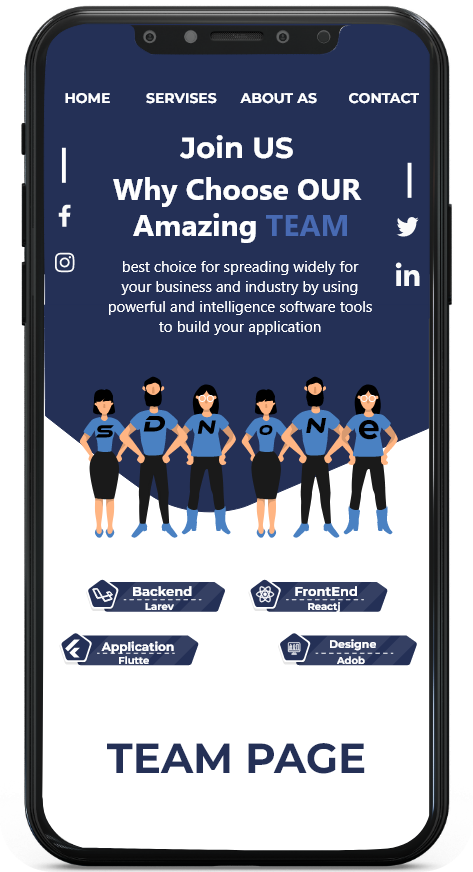 HOME SERVISES ABOUT AS CONTACT
Join US
Why Choose OUR
Amazing TEAM
best choice for spreading widely for
your business and industry by using
powerful and intelligence software tools
to build your application
S D N O N e
Backend
Larev
FrontEnd
Reactj
Application
Flutte
Designe
Adob
TEAM PAGE